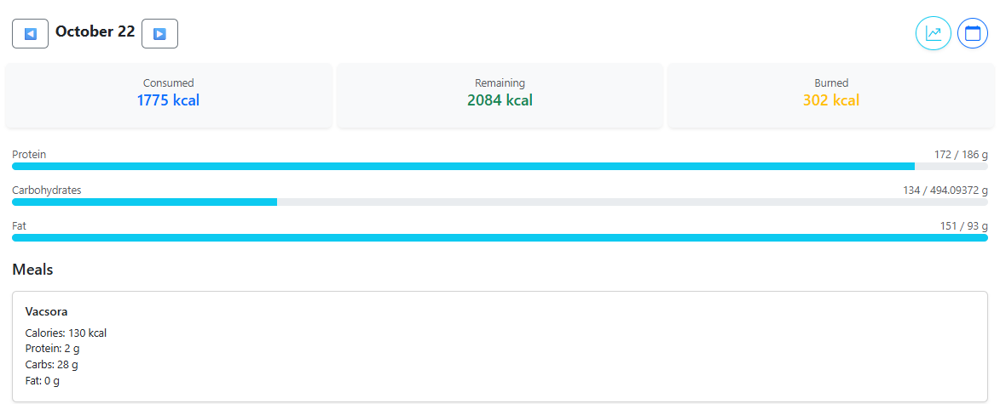 October 22
Consumed
1775 kcal
Remaining
2084 kcal
Burned
302 kcal
Protein
172 / 186 g
Carbohydrates
134 / 494.09372 g
Fat
151 / 93 g
Meals
Vacsora
Calories: 130 kcal
Protein: 2 g
Carbs: 28 g
Fat: 0 g